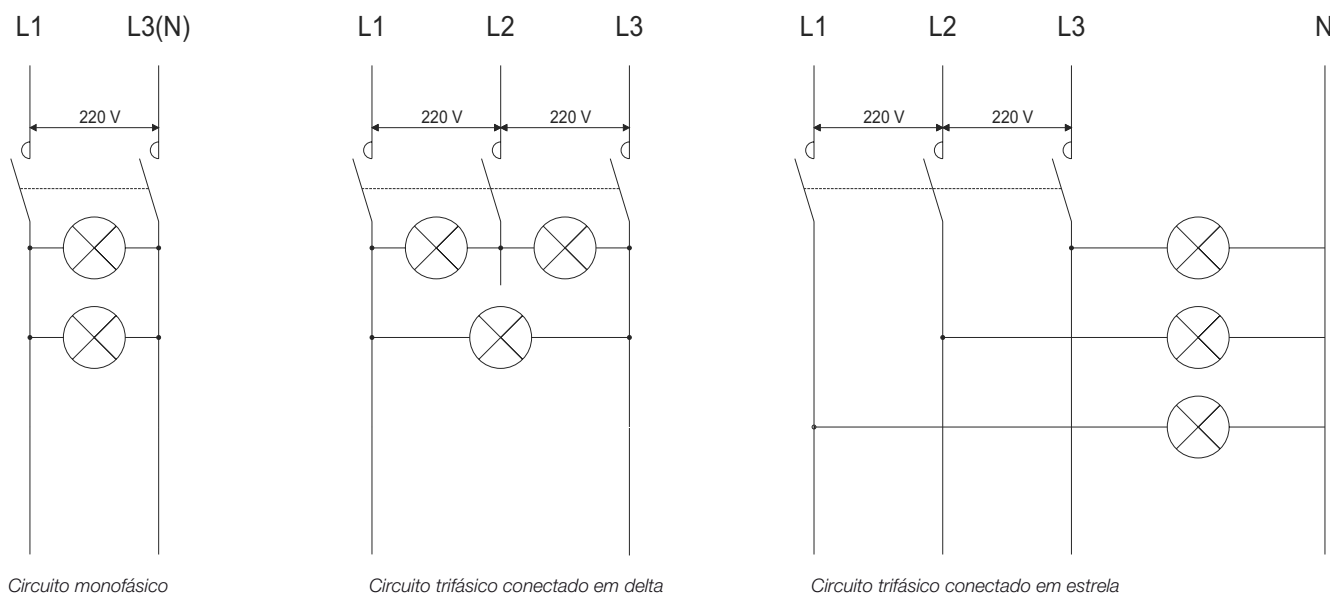 L1 L3(N) L1 L2 L3 L1 L2 L3 N
220 V 220 V 220 V 220 V 220 V
Circuito monofásico
Circuito trifásico conectado em delta
Circuito trifásico conectado em estrela